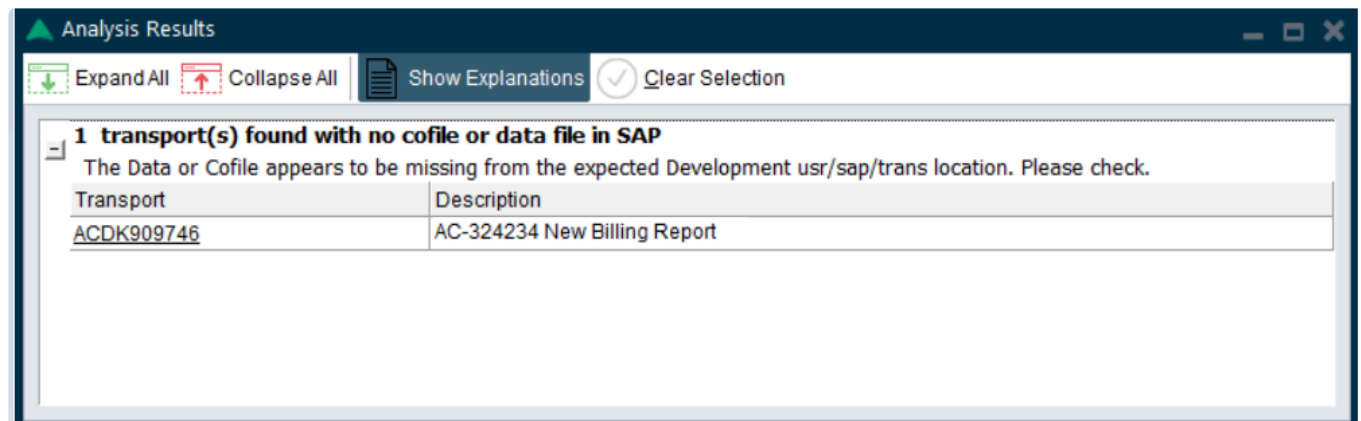 Analysis Results
Expand All Collapse All Show Explanations Clear Selection
1 transport(s) found with no cofile or data file in SAP
The Data or Cofile appears to be missing from the expected Development usr/sap/trans location. Please check.
Transport Description
ACDK909746 AC-324234 New Billing Report